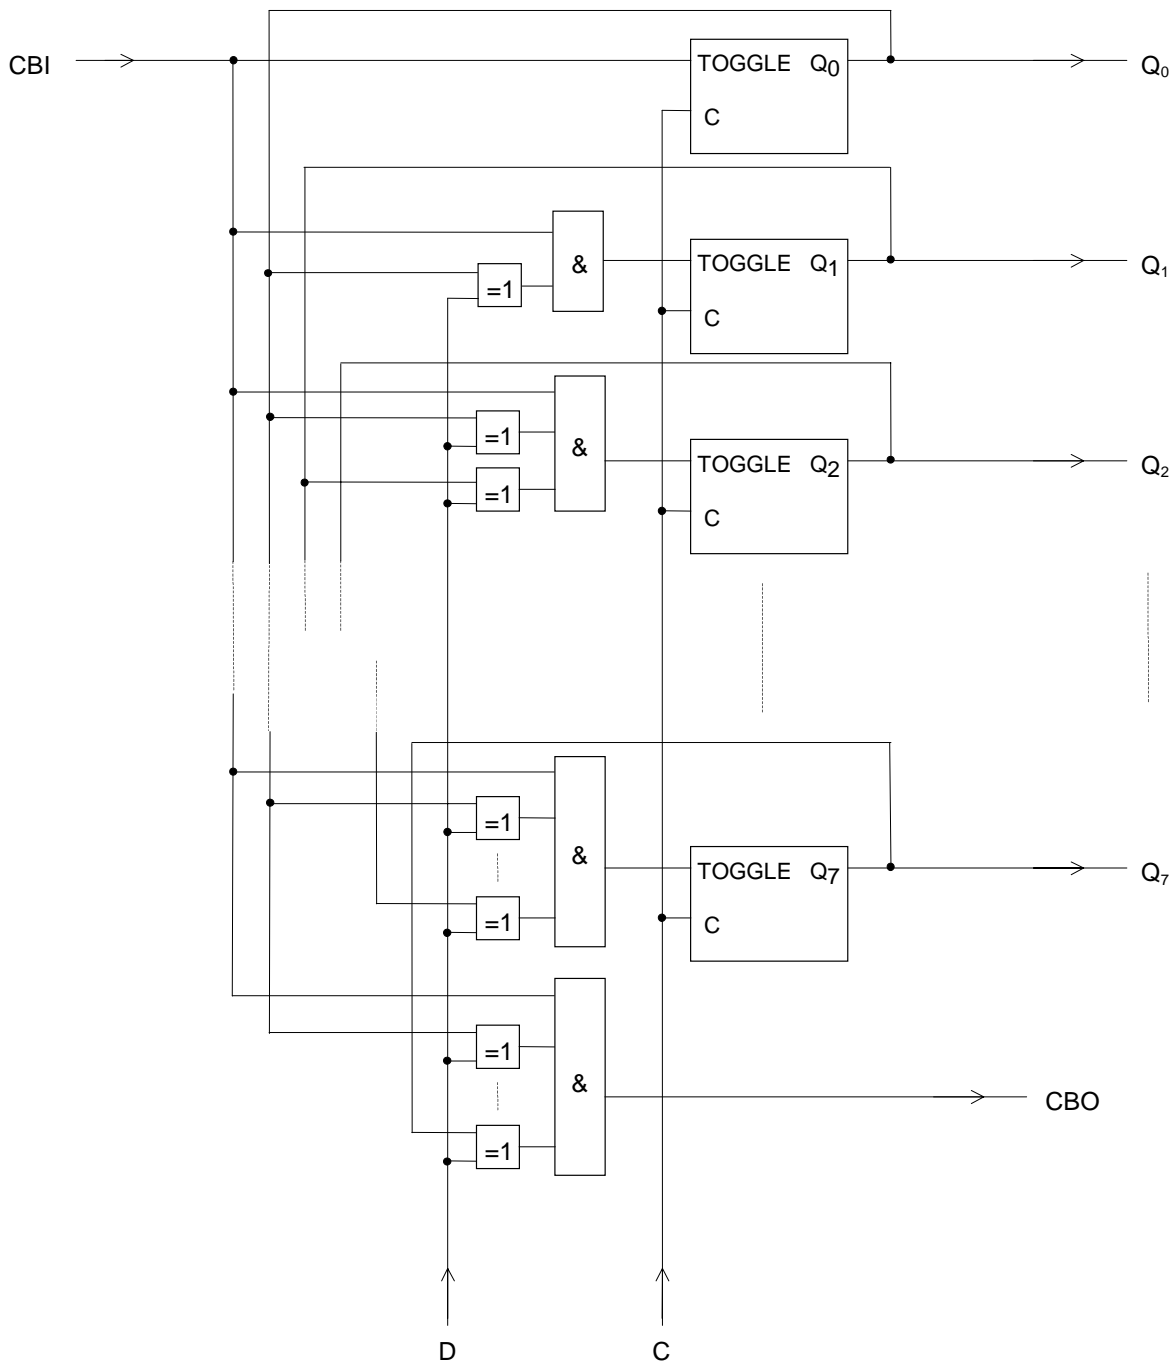 CBI
TOGGLE Q0
Q0
C
&
TOGGLE Q1
Q1
=1
C
&
=1
TOGGLE Q2
Q2
=1
C
=1
&
TOGGLE Q7
Q7
=1
C
=1
&
CBO
=1
D
C